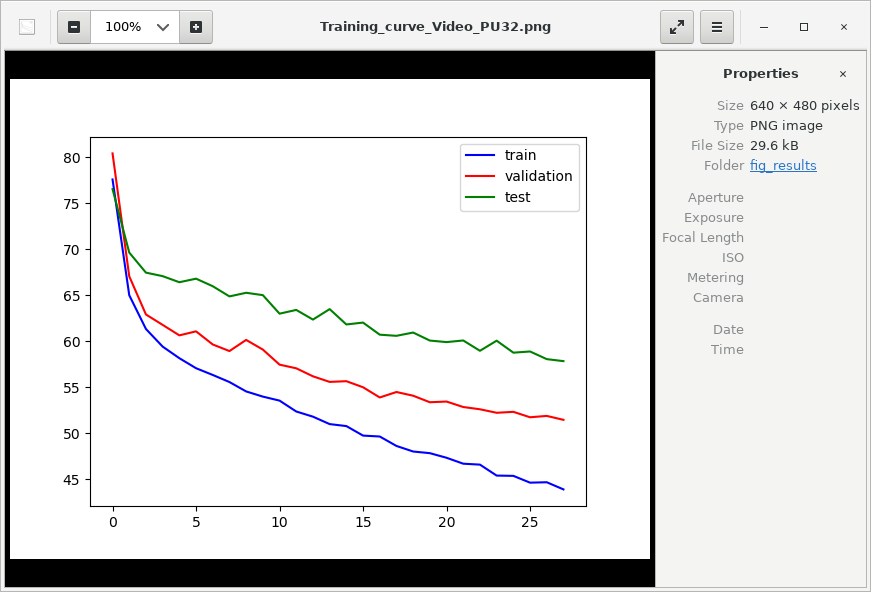 100%
Training_curve_Video_PU32.png
Properties
Size 640 × 480 pixels
Type PNG image
File Size 29.6 kB
Folder fig_results
Aperture
Exposure
Focal Length
ISO
Metering
Camera
Date
Time
train
validation
test
80
75
70
65
60
55
50
45
0 5 10 15 20 25